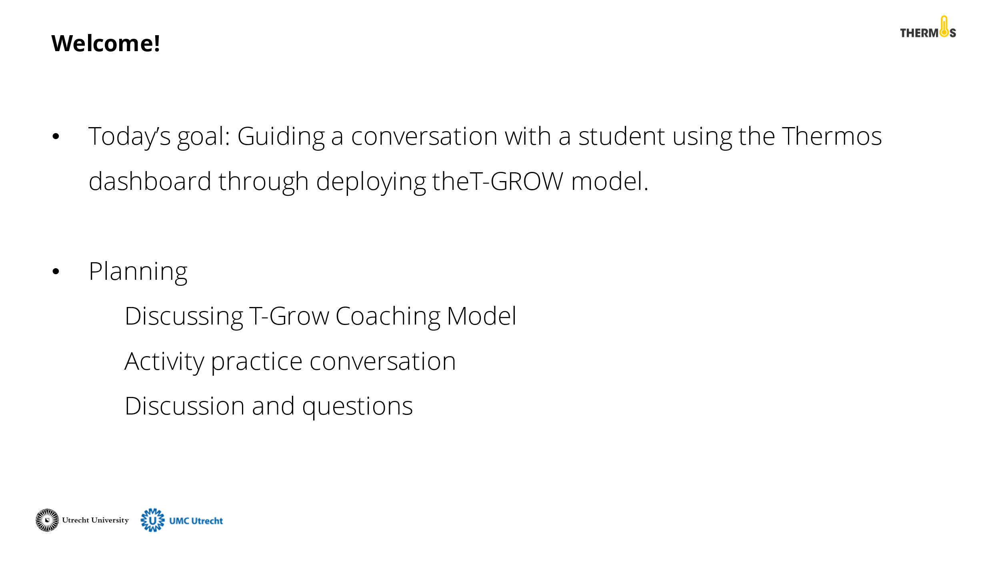 Welcome!
THERMOS
• Today’s goal: Guiding a conversation with a student using the Thermos
dashboard through deploying theT-GROW model.
• Planning
Discussing T-Grow Coaching Model
Activity practice conversation
Discussion and questions
Utrecht University
UMC Utrecht